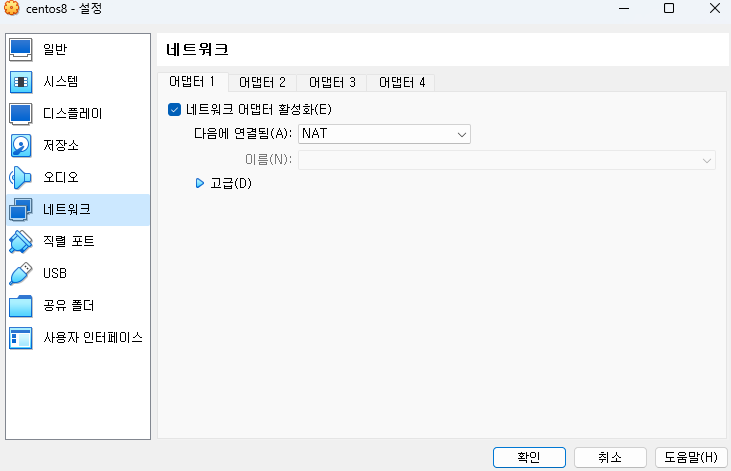 centos8 - 설정
일반
시스템
디스플레이
저장소
오디오
네트워크
직렬 포트
USB
공유 폴더
사용자 인터페이스
네트워크
어댑터 1 어댑터 2 어댑터 3 어댑터 4
네트워크 어댑터 활성화(E)
다음에 연결됨(A): NAT
이름(N):
고급(D)
확인 취소 도움말(H)